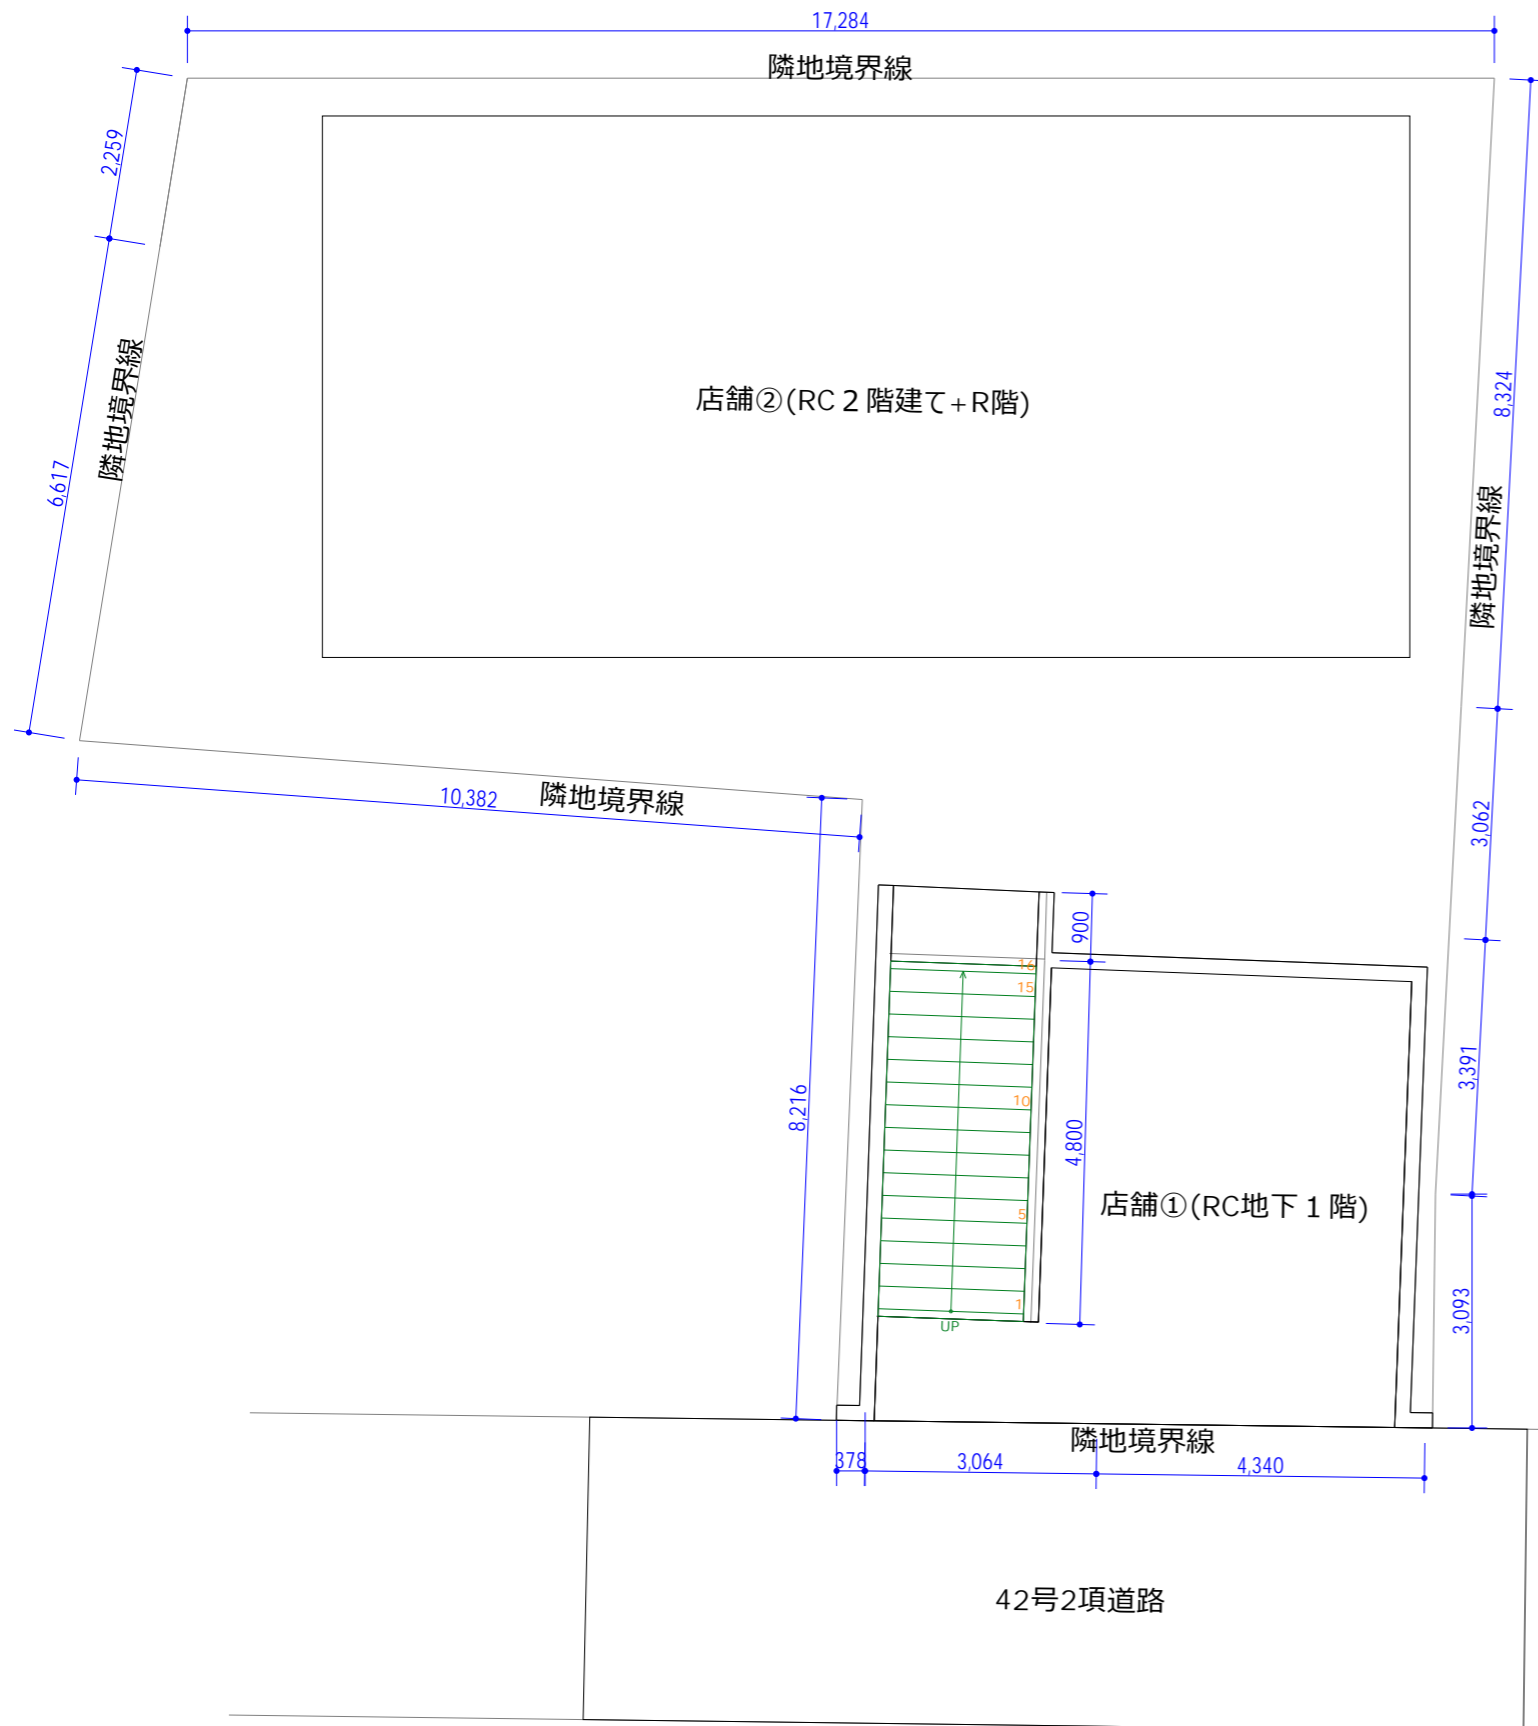 17,284
隣地境界線
2,259
隣地境界線
6,617
店舗②(RC２階建て+R階)
8,324
隣地境界線
10,382
隣地境界線
3,062
900
16
15
3,391
10
8,216
4,800
店舗①(RC地下１階)
5
3,093
1
UP
隣地境界線
378
3,064
4,340
42号2項道路